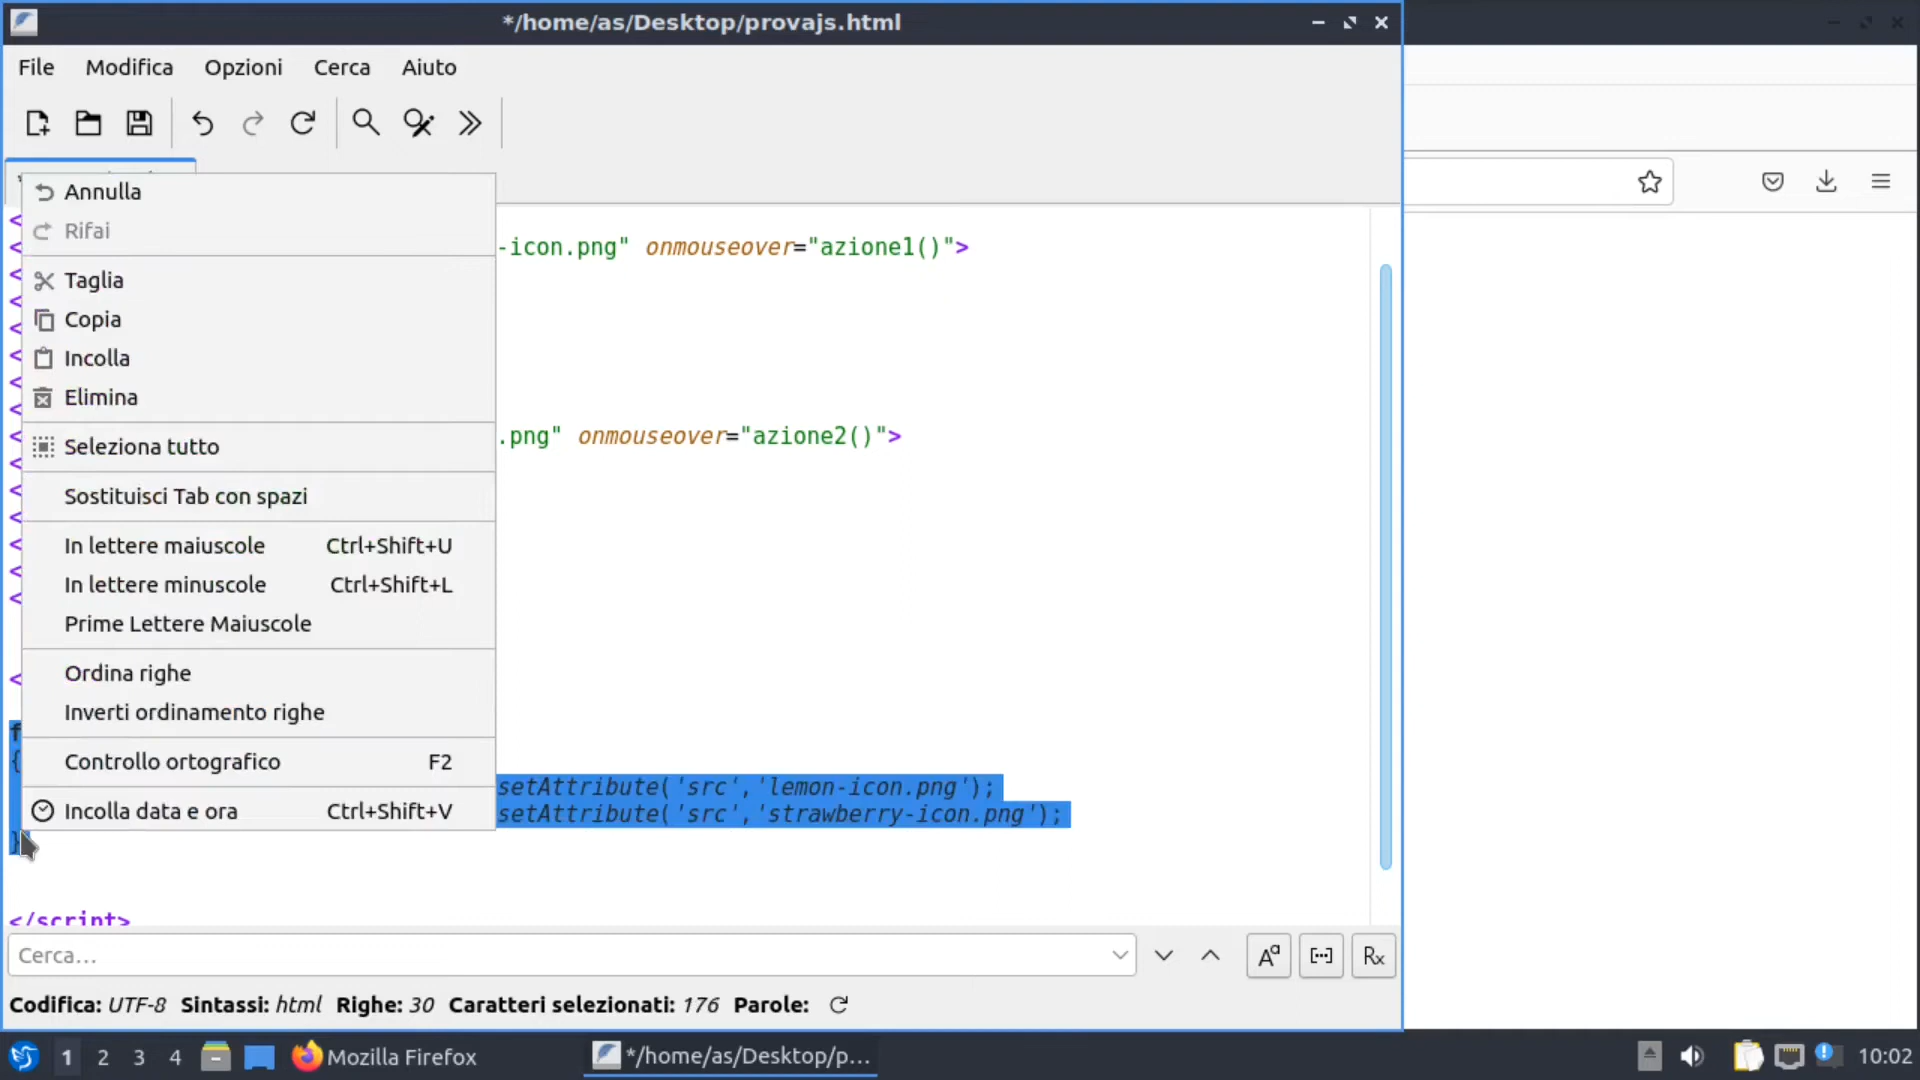 */home/as/Desktop/provajs.html
File Modifica Opzioni Cerca Aiuto
Annulla
Rifai
Taglia
Copia
Incolla
Elimina
Seleziona tutto
Sostituisci Tab con spazi
In lettere maiuscole Ctrl+Shift+U
In lettere minuscole Ctrl+Shift+L
Prime Lettere Maiuscole
Ordina righe
Inverti ordinamento righe
Controllo ortografico F2
Incolla data e ora Ctrl+Shift+V
-icon.png" onmouseover="azione1()">
.png" onmouseover="azione2()">
setAttribute('src','lemon-icon.png');
setAttribute('src','strawberry-icon.png');
</script>
Cerca...
Codifica: UTF-8 Sintassi: html Righe: 30 Caratteri selezionati: 176 Parole:
1 2 3 4 Mozilla Firefox */home/as/Desktop/p... 10:02